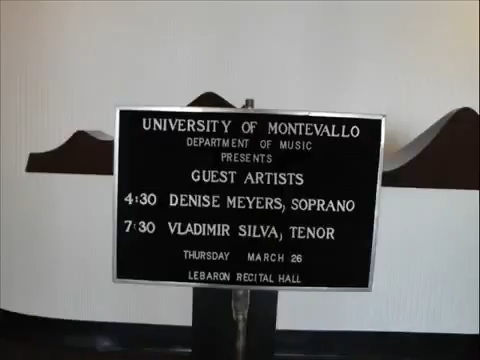 UNIVERSITY OF MONTEVALLO
DEPARTMENT OF MUSIC
PRESENTS
GUEST ARTISTS
4:30 DENISE MEYERS, SOPRANO
7:30 VLADIMIR SILVA, TENOR
THURSDAY MARCH 26
LEBARON RECITAL HALL